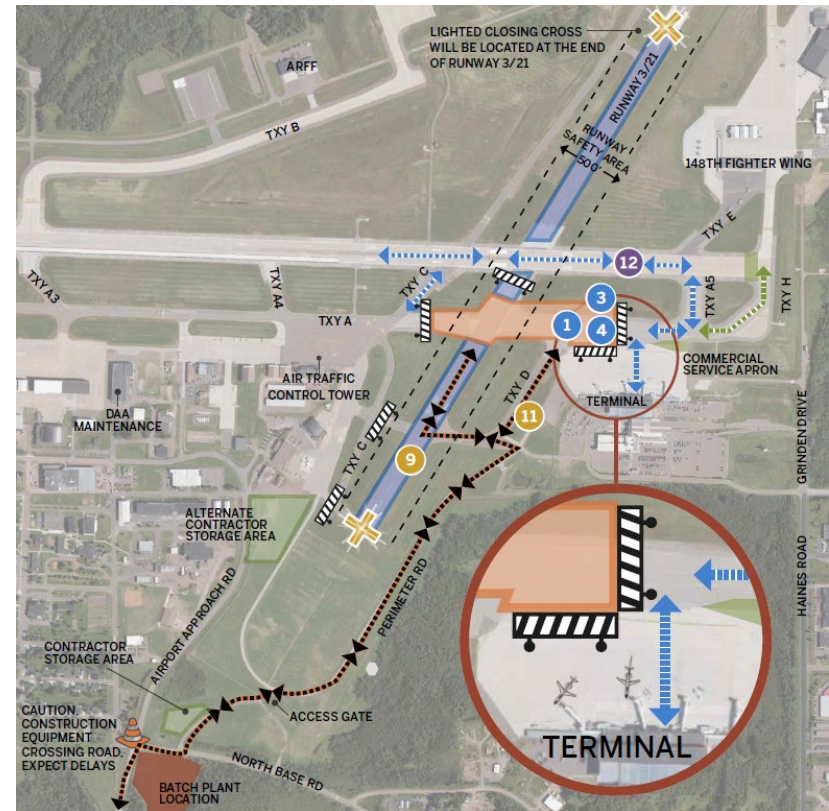 LIGHTED CLOSING CROSS
WILL BE LOCATED AT THE END
OF RUNWAY 3/21
ARFF
TXY B
RUNWAY 3/21
RUNWAY
SAFETY AREA
500'
148TH FIGHTER WING
TXY E
12
TXY C
TXY A3
TXY A4
TXY A
3
1
4
TXY A5
TXY H
COMMERCIAL
SERVICE APRON
AIR TRAFFIC
CONTROL TOWER
TXY D
TERMINAL
DAA
MAINTENANCE
11
TXY C
9
GRINDEN DRIVE
ALTERNATE
CONTRACTOR
STORAGE AREA
PERIMETER RD
AIRPORT APPROACH RD
HAINES ROAD
CONTRACTOR
STORAGE AREA
ACCESS GATE
CAUTION,
CONSTRUCTION
EQUIPMENT
CROSSING ROAD,
EXPECT DELAYS
NORTH BASE RD
BATCH PLANT
LOCATION
TERMINAL